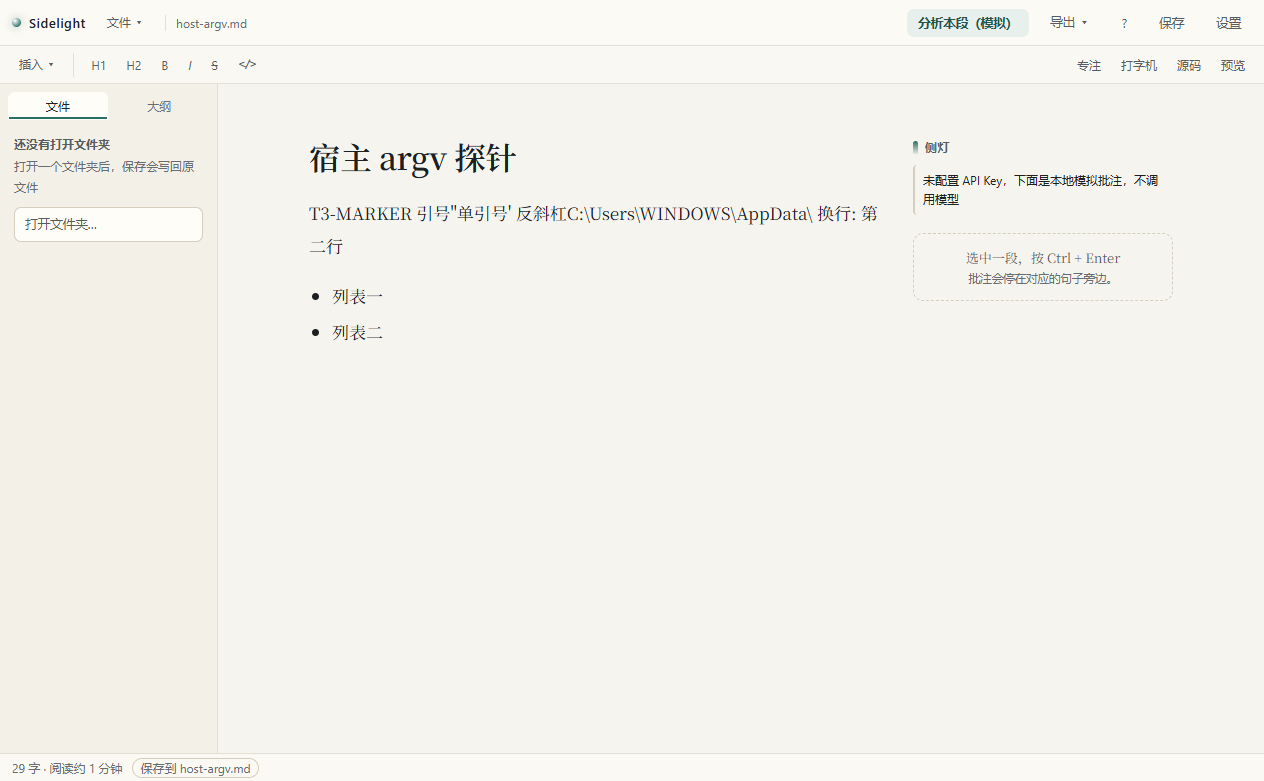 Sidelight 文件 ▾ host-argv.md 分析本段（模拟） 导出 ▾ ? 保存 设置
插入 ▾ H1 H2 B I S </> 专注 打字机 源码 预览
文件 大纲
还没有打开文件夹
打开一个文件夹后，保存会写回原
文件
打开文件夹...
宿主 argv 探针
T3-MARKER 引号"单引号' 反斜杠C:\Users\WINDOWS\AppData\ 换行: 第
二行
• 列表一
• 列表二
侧灯
未配置 API Key，下面是本地模拟批注，不调
用模型
选中一段，按 Ctrl + Enter
批注会停在对应的句子旁边。
29 字 · 阅读约 1 分钟 保存到 host-argv.md